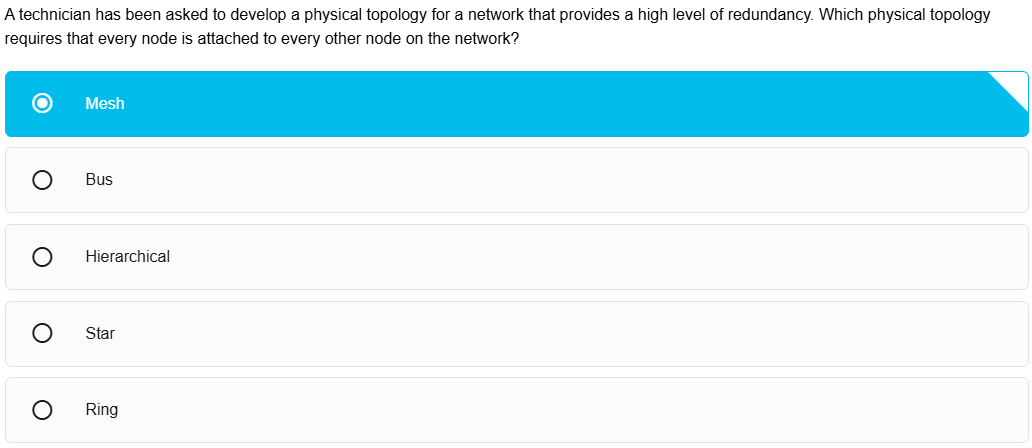 A technician has been asked to develop a physical topology for a network that provides a high level of redundancy. Which physical topology
requires that every node is attached to every other node on the network?
Mesh
Bus
Hierarchical
Star
Ring